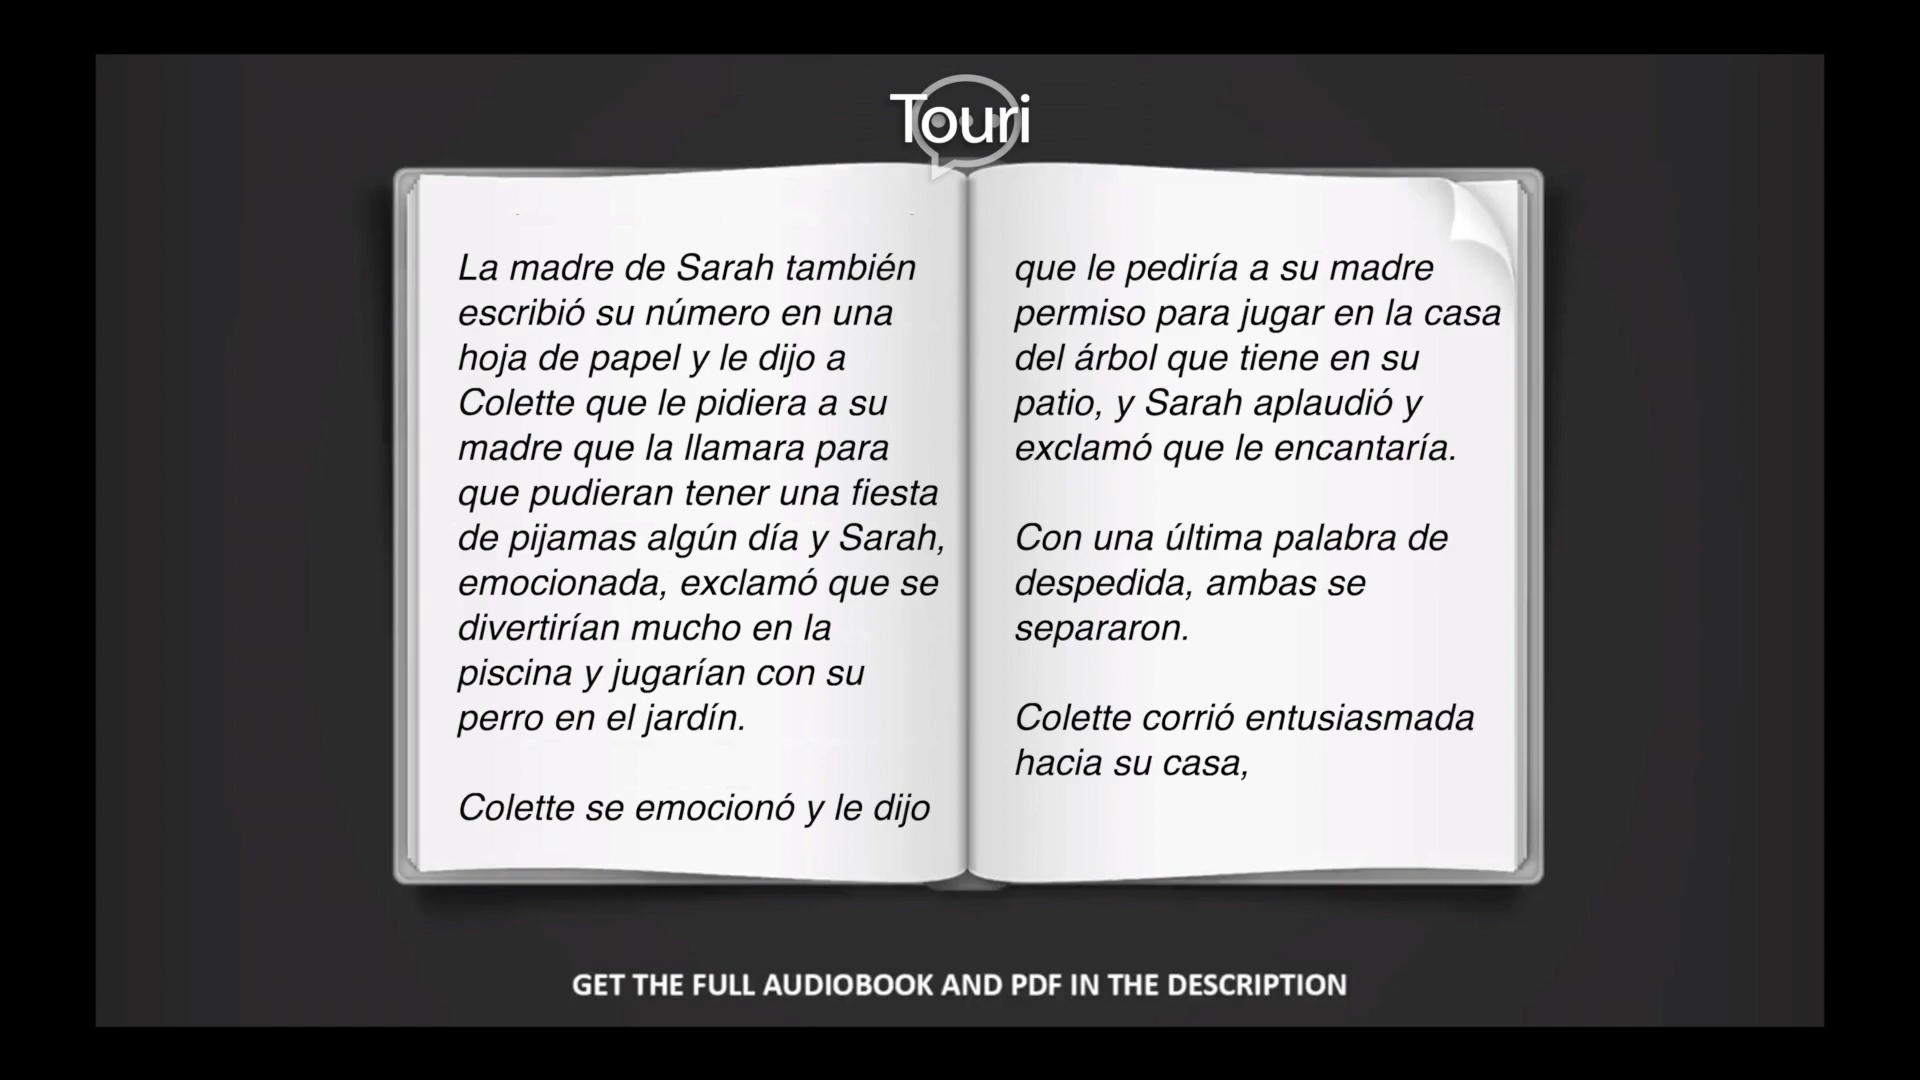 Touri
La madre de Sarah también
escribió su número en una
hoja de papel y le dijo a
Colette que le pidiera a su
madre que la llamara para
que pudieran tener una fiesta
de pijamas algún día y Sarah,
emocionada, exclamó que se
divertirían mucho en la
piscina y jugarían con su
perro en el jardín.
Colette se emocionó y le dijo
que le pediría a su madre
permiso para jugar en la casa
del árbol que tiene en su
patio, y Sarah aplaudió y
exclamó que le encantaría.
Con una última palabra de
despedida, ambas se
separaron.
Colette corrió entusiasmada
hacia su casa,
GET THE FULL AUDIOBOOK AND PDF IN THE DESCRIPTION